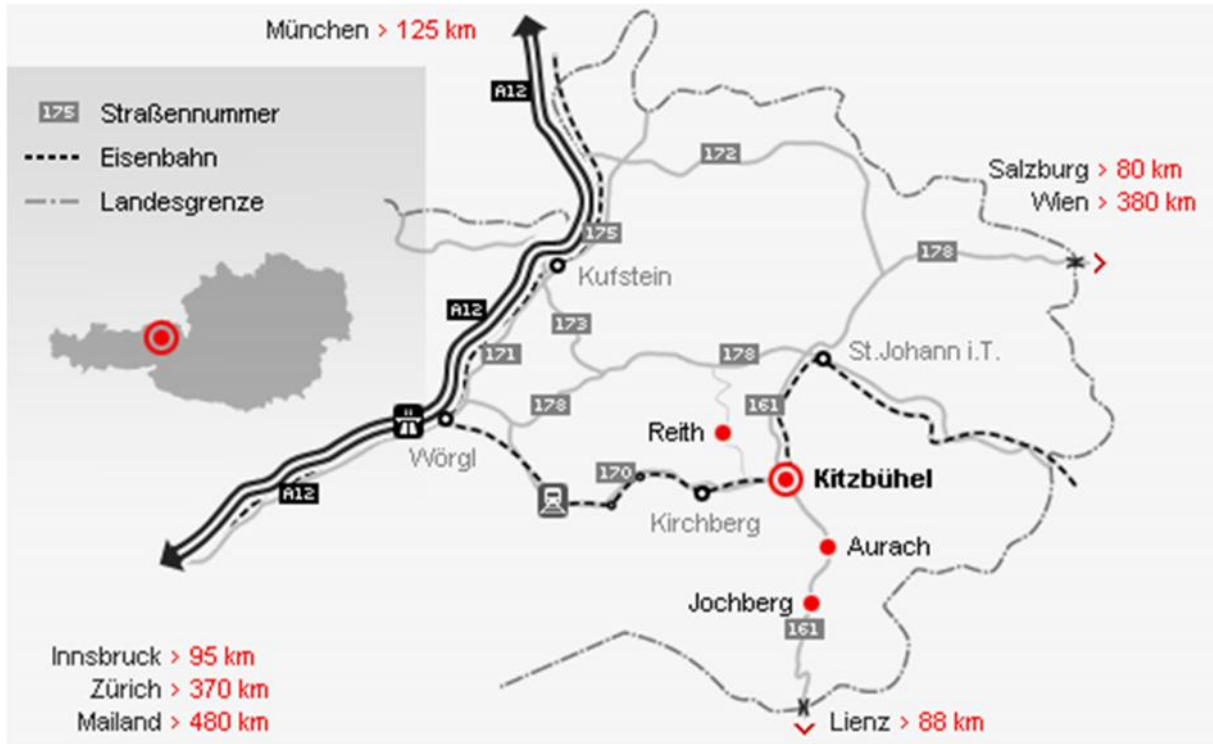 München > 125 km
A12
175 Straßennummer
Eisenbahn
Landesgrenze
172
Salzburg > 80 km
Wien > 380 km
175
178
Kufstein
A12
173
171
178
St.Johann i.T.
178
161
Reith
Wörgl
170
Kitzbühel
A12
Kirchberg
Aurach
Jochberg
161
Innsbruck > 95 km
Zürich > 370 km
Mailand > 480 km
Lienz > 88 km